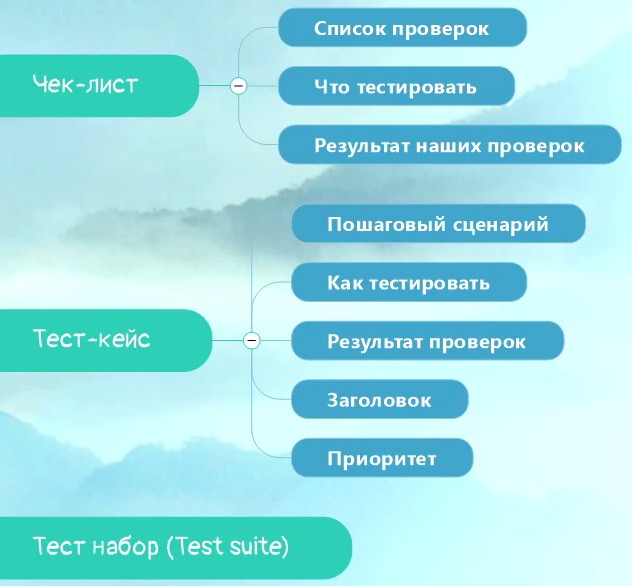 Чек-лист
Список проверок
Что тестировать
Результат наших проверок
Тест-кейс
Пошаговый сценарий
Как тестировать
Результат проверок
Заголовок
Приоритет
Тест набор (Test suite)